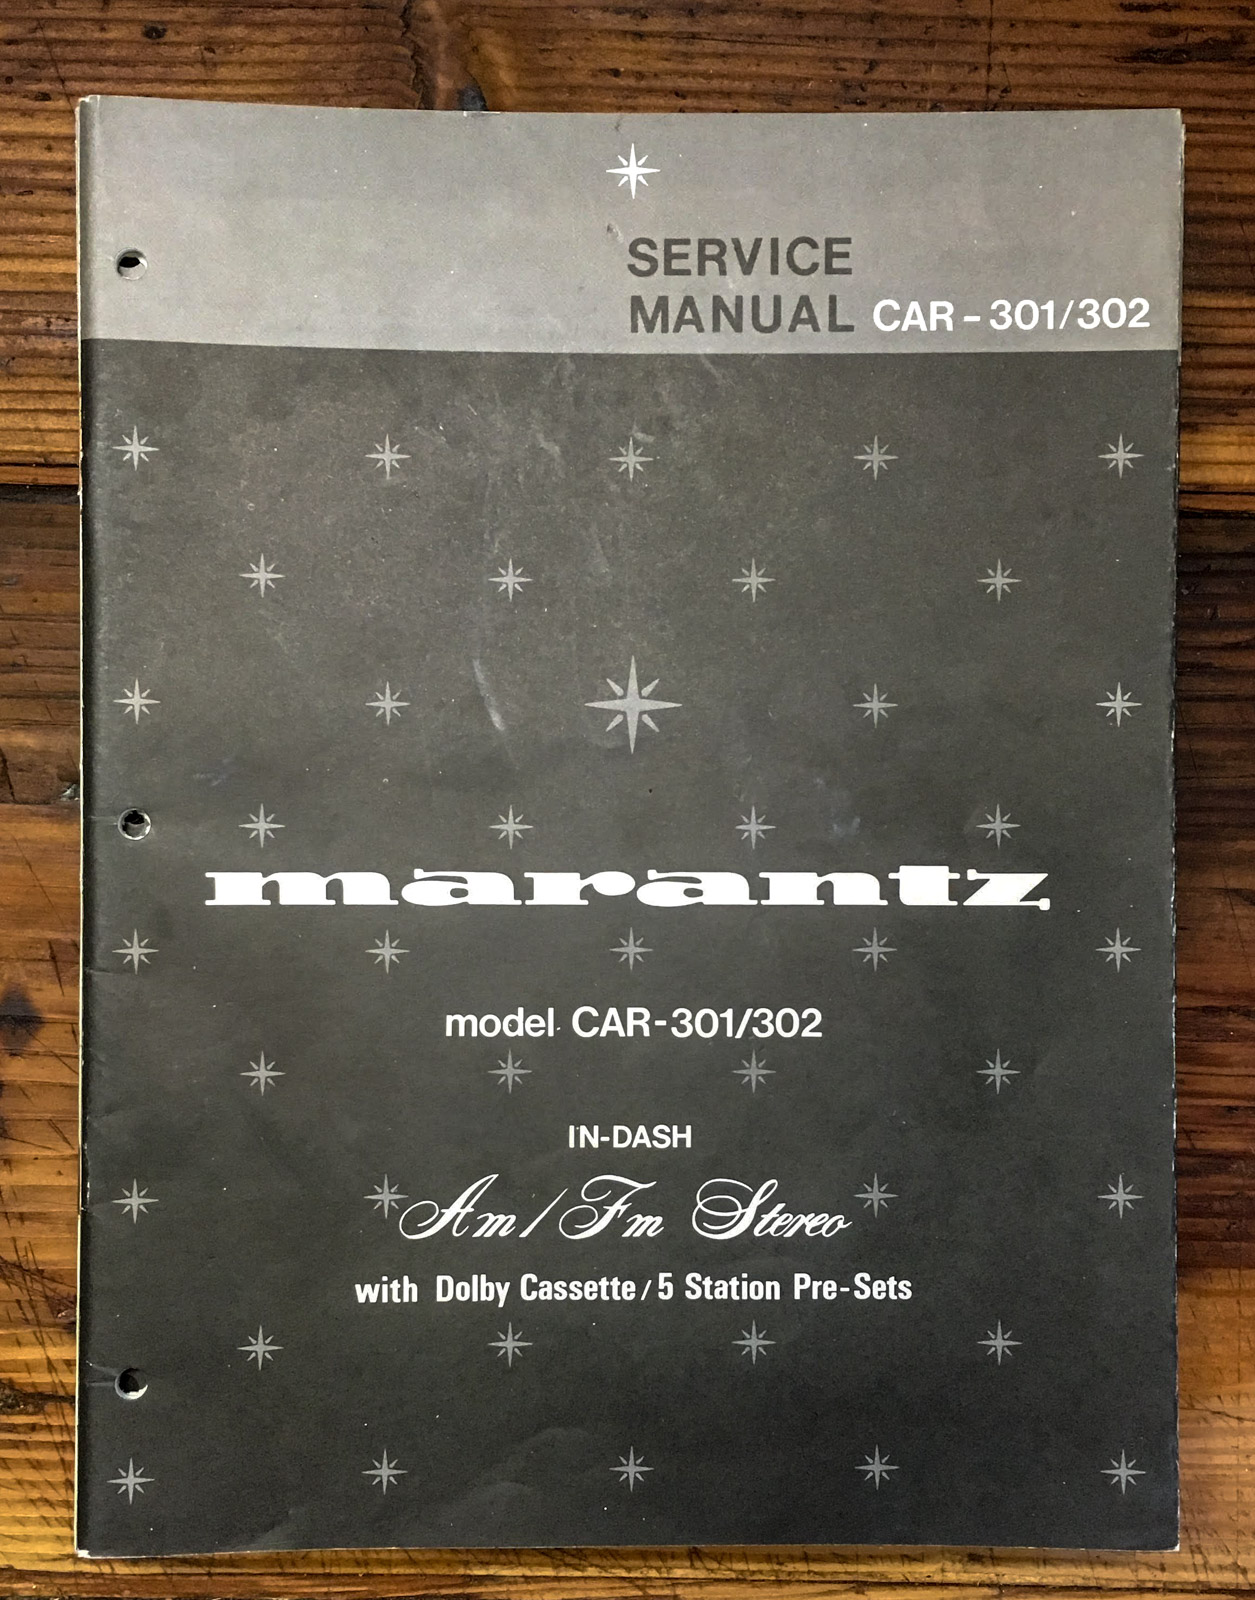 SERVICE
MANUAL CAR-301/302
marantz
model CAR-301/302
IN-DASH
Am/Fm Stereo
with Dolby Cassette/5 Station Pre-Sets